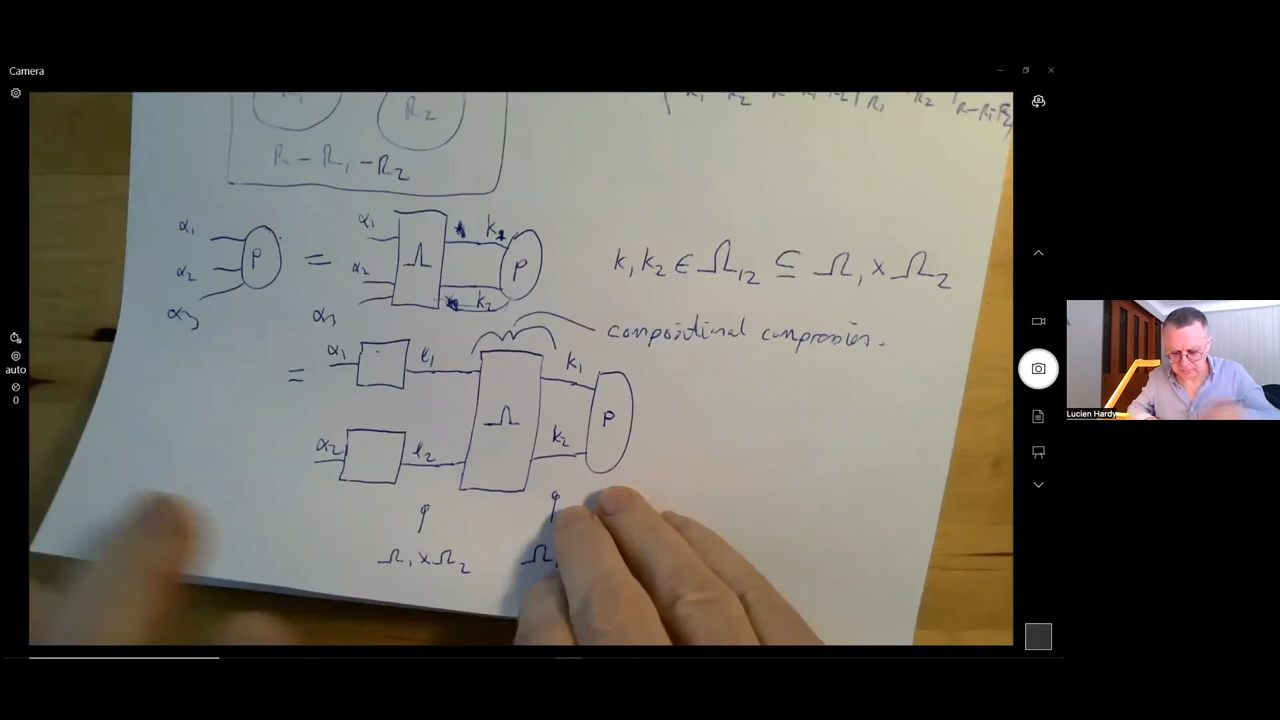 Camera
R₂
R - R₁ - R₂
α₁
α₂
α₃
P
=
α₁
α₂
α₃
Λ
k₁
k₂
P
k₁ k₂ ∈ Ω₁₂ ⊆ Ω₁ × Ω₂
compositional compression.
=
α₁
ℓ₁
α₂
ℓ₂
Λ
k₁
k₂
P
Ω₁ × Ω₂
auto
0
Lucien Hardy